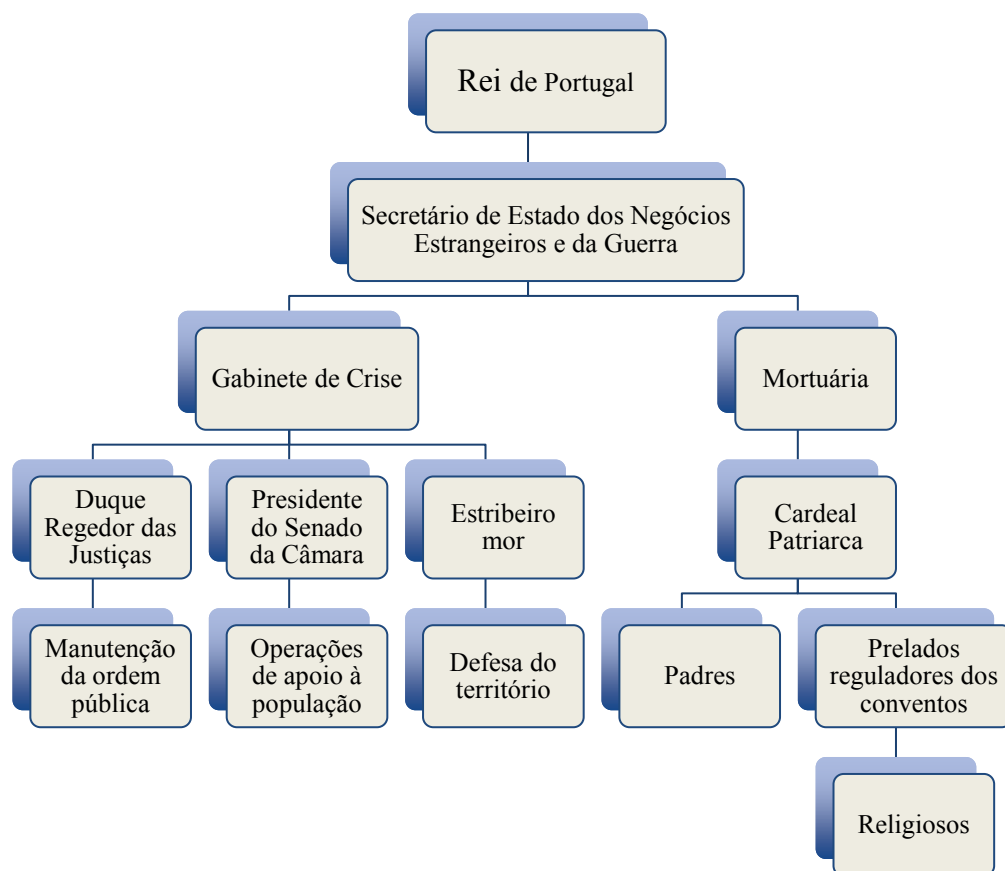 Rei de Portugal
Secretário de Estado dos Negócios
Estrangeiros e da Guerra
Gabinete de Crise
Mortuária
Duque
Regedor das
Justiças
Presidente
do Senado
da Câmara
Estribeiro
mor
Cardeal
Patriarca
Manutenção
da ordem
pública
Operações
de apoio à
população
Defesa do
território
Padres
Prelados
reguladores dos
conventos
Religiosos